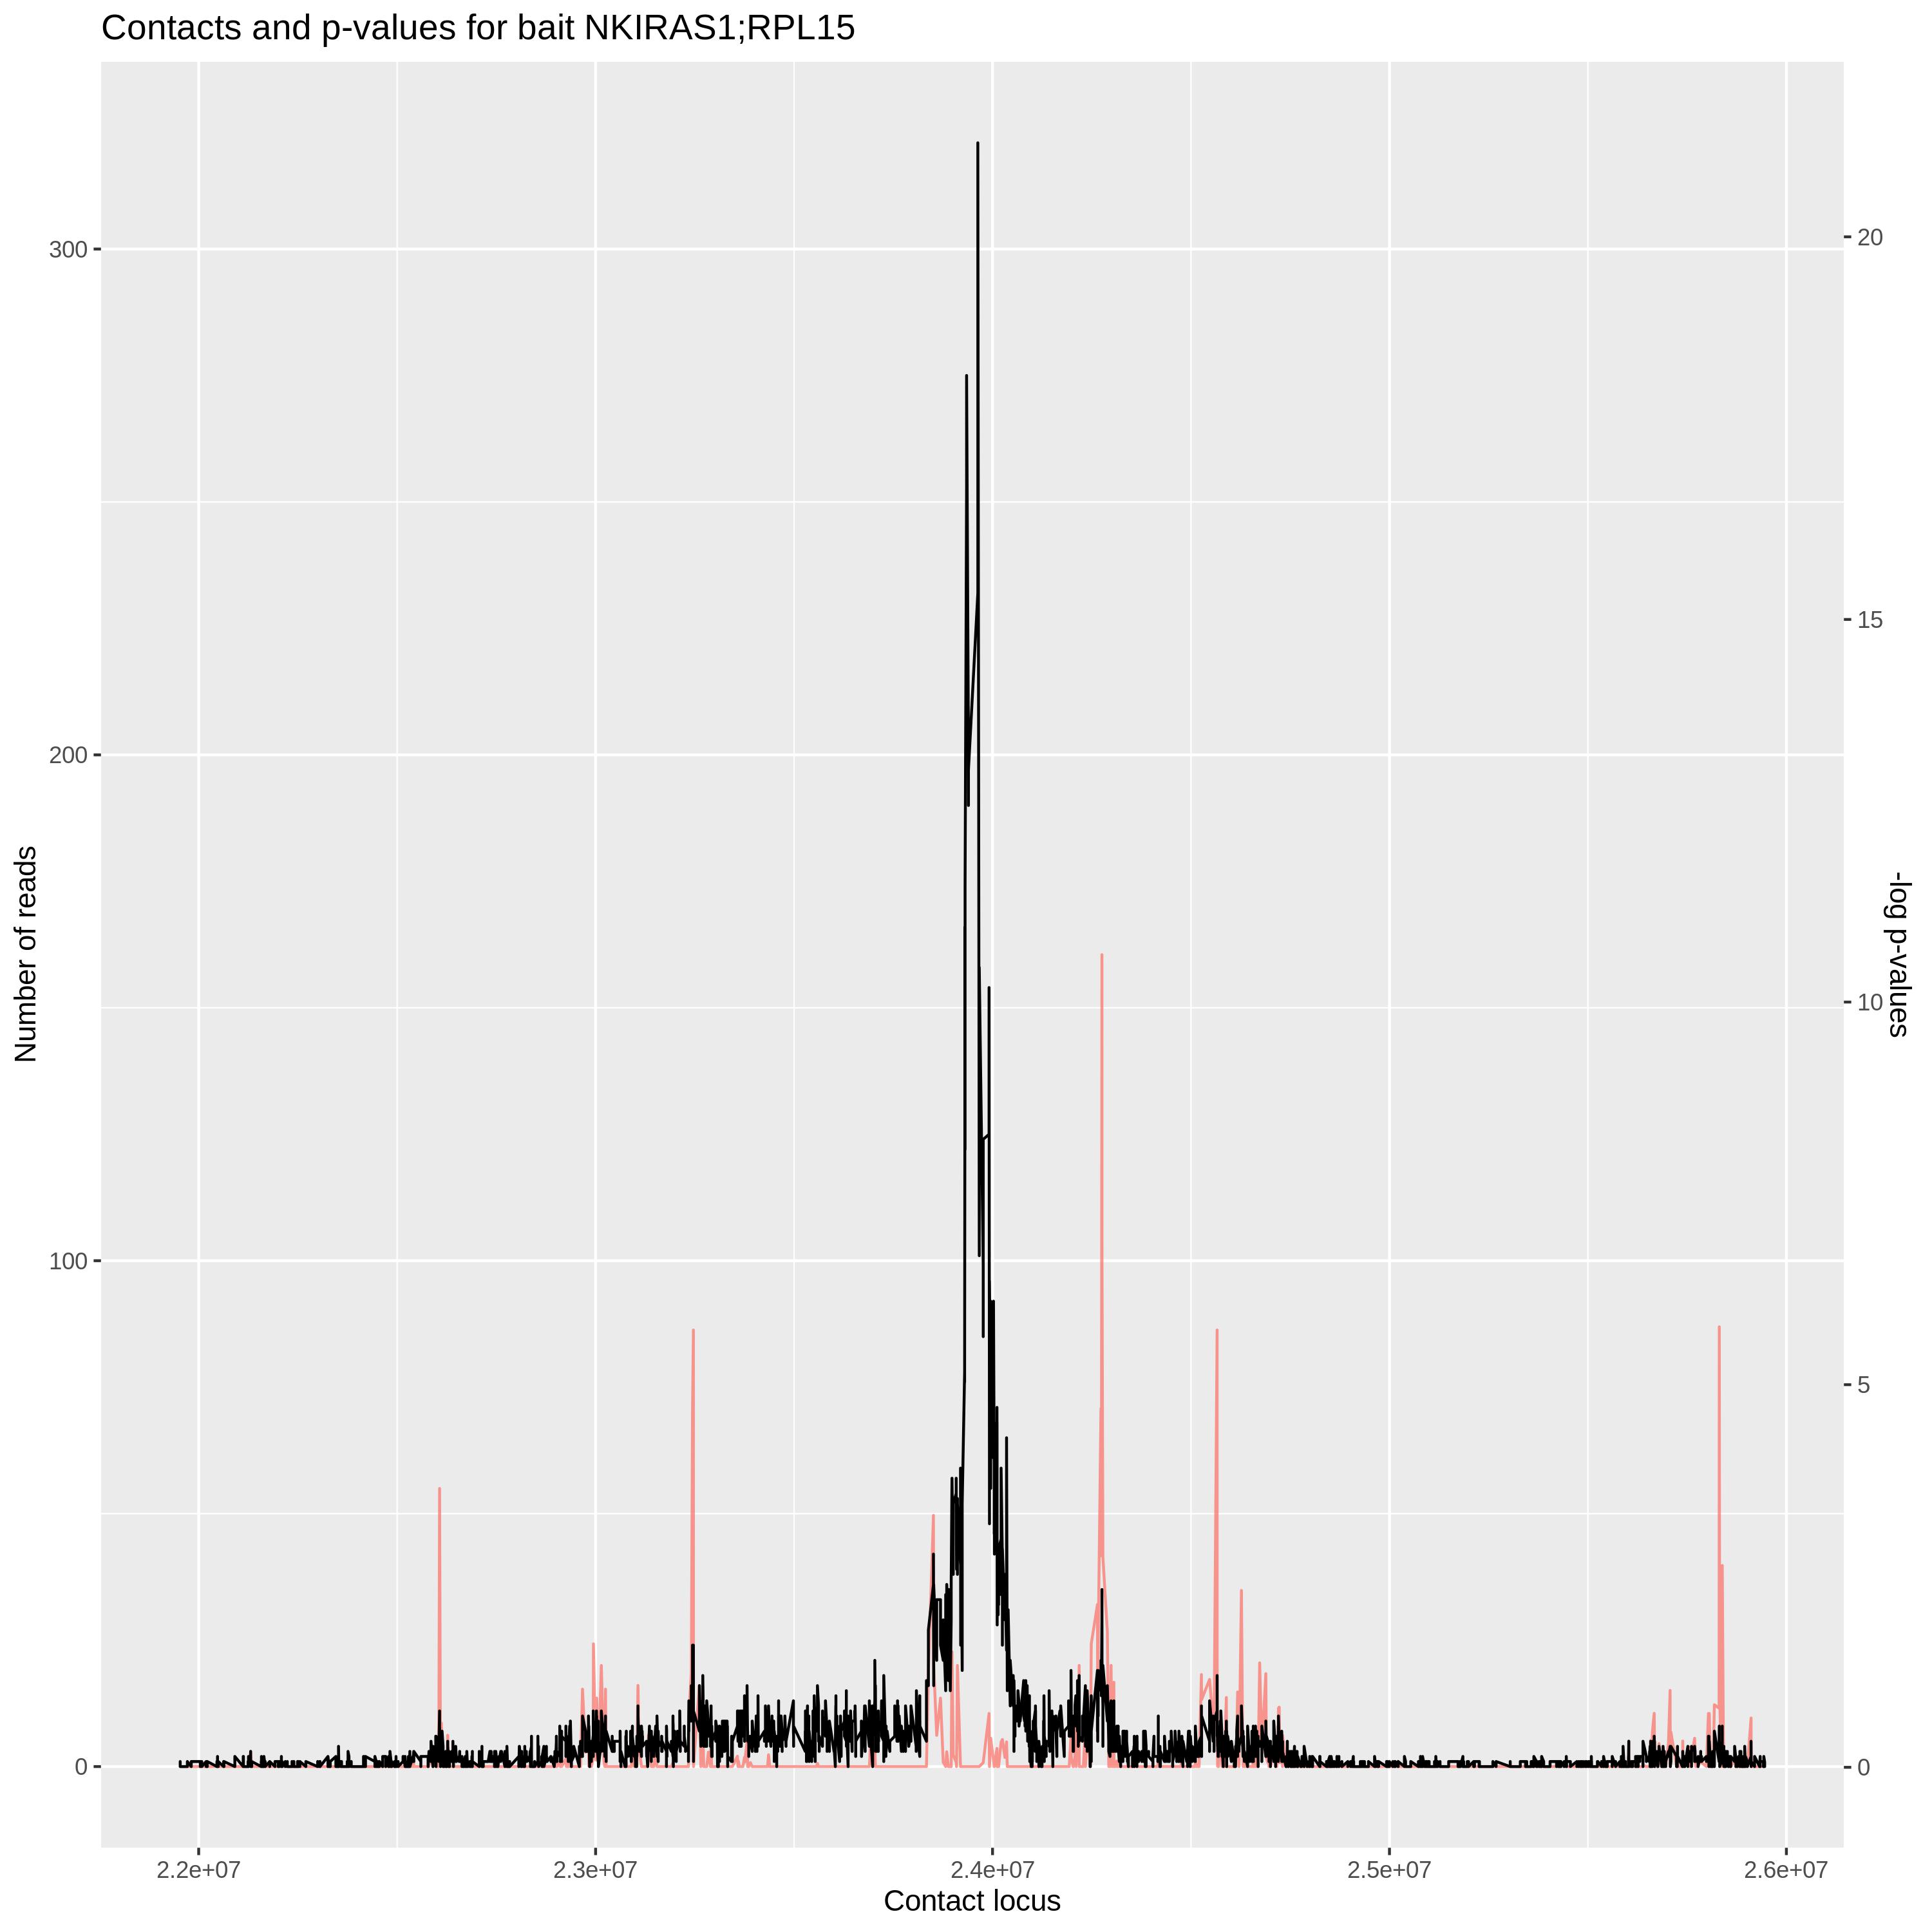 Contacts and p-values for bait NKIRAS1;RPL15
Number of reads
300
200
100
0
20
15
10
5
0
-log p-values
2.2e+07
2.3e+07
2.4e+07
2.5e+07
2.6e+07
Contact locus